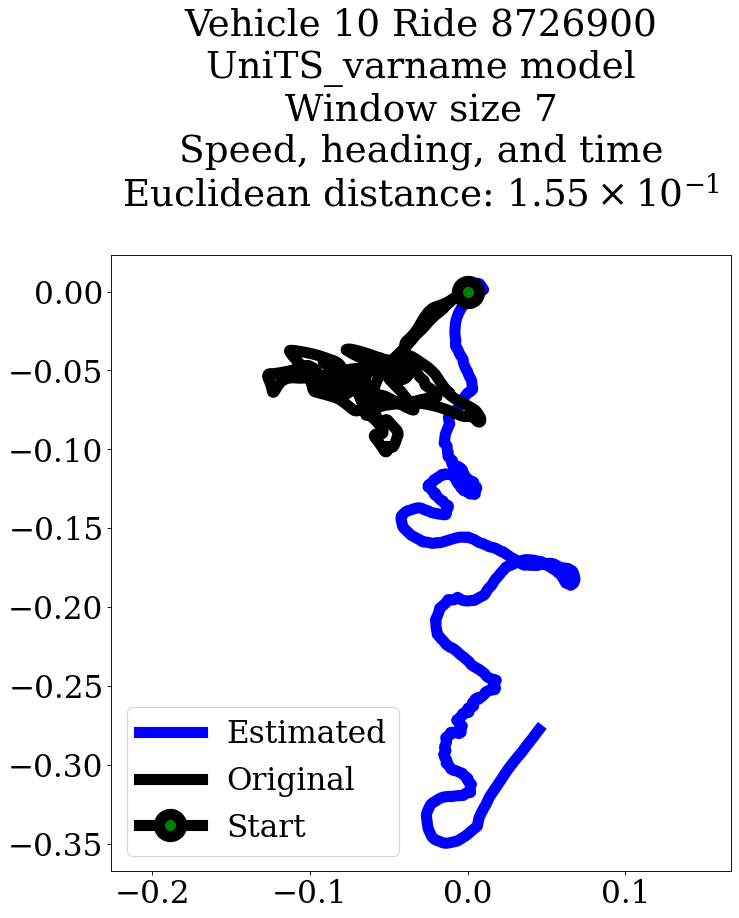 Vehicle 10 Ride 8726900
UniTS_varname model
Window size 7
Speed, heading, and time
Euclidean distance: 1.55 × 10⁻¹
0.00
−0.05
−0.10
−0.15
−0.20
−0.25
−0.30
−0.35
Estimated
Original
Start
−0.2
−0.1
0.0
0.1